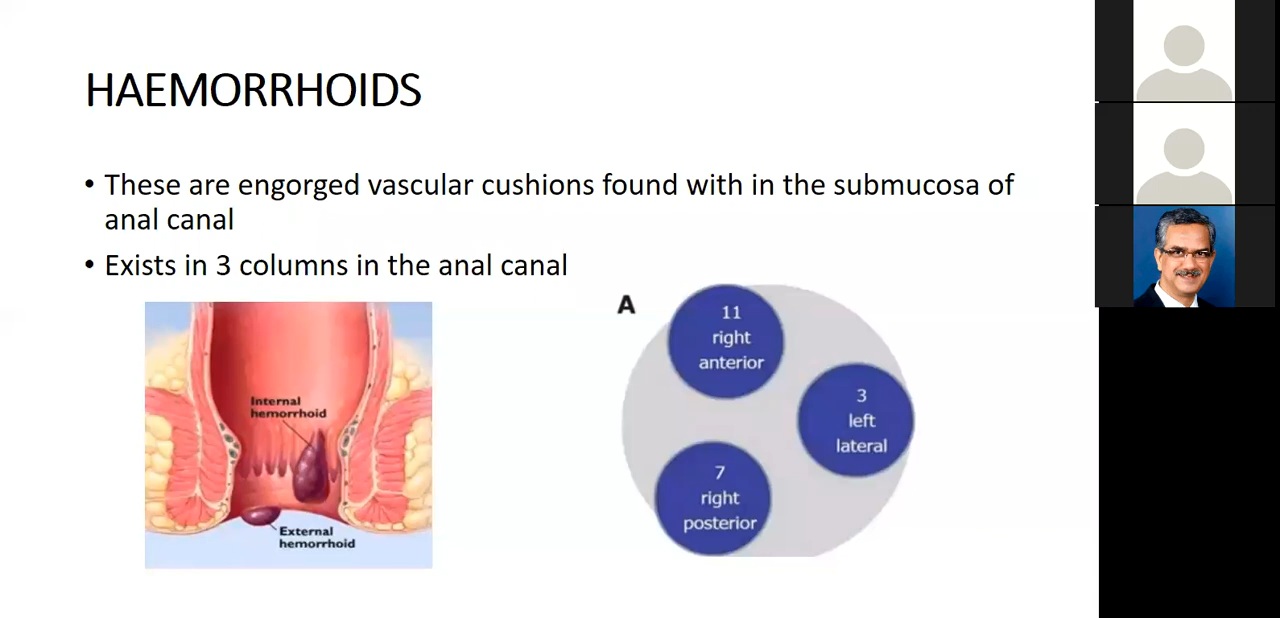 HAEMORRHOIDS
• These are engorged vascular cushions found with in the submucosa of
anal canal
• Exists in 3 columns in the anal canal
Internal
hemorrhoid
External
hemorrhoid
A
11
right
anterior
3
left
lateral
7
right
posterior